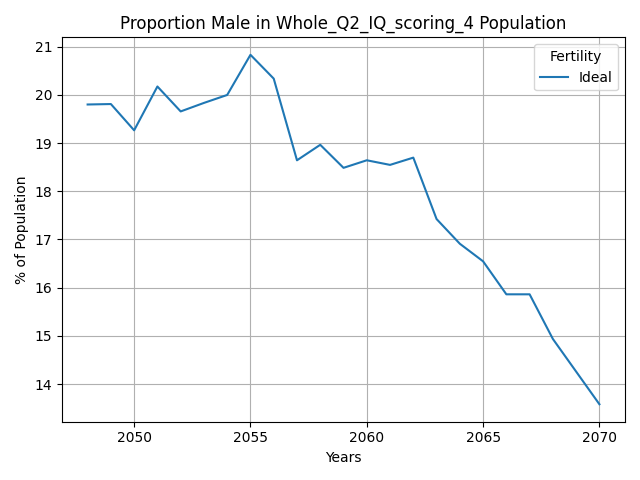 Proportion Male in Whole_Q2_IQ_scoring_4 Population
Fertility
Ideal
% of Population
21
20
19
18
17
16
15
14
2050
2055
2060
2065
2070
Years